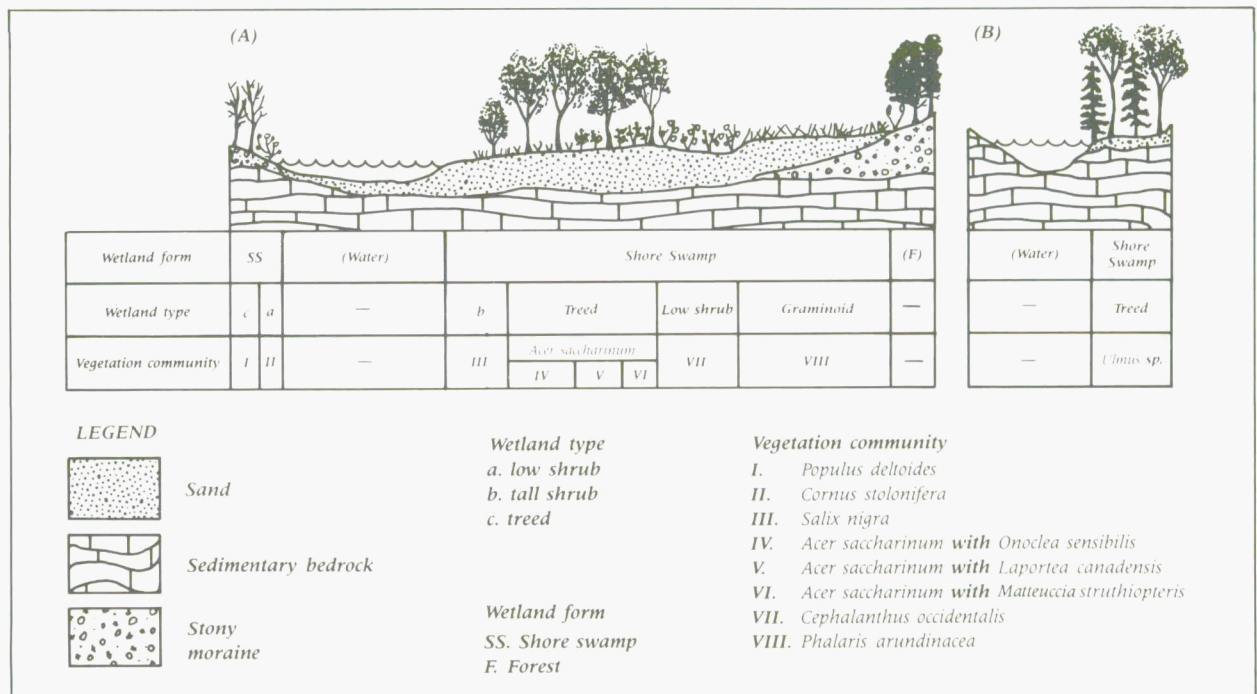 (A)
(B)
Wetland form SS (Water) Shore Swamp (F) (Water) Shore Swamp
Wetland type c a — b Treed Low shrub Graminoid — — Treed
Vegetation community I II — III Acer saccharinum VII VIII — — Ulmus sp.
IV V VI
LEGEND
Sand
Sedimentary bedrock
Stony
moraine
Wetland type
a. low shrub
b. tall shrub
c. treed
Wetland form
SS. Shore swamp
F. Forest
Vegetation community
I. Populus deltoides
II. Cornus stolonifera
III. Salix nigra
IV. Acer saccharinum with Onoclea sensibilis
V. Acer saccharinum with Laportea canadensis
VI. Acer saccharinum with Matteuccia struthiopteris
VII. Cephalanthus occidentalis
VIII. Phalaris arundinacea